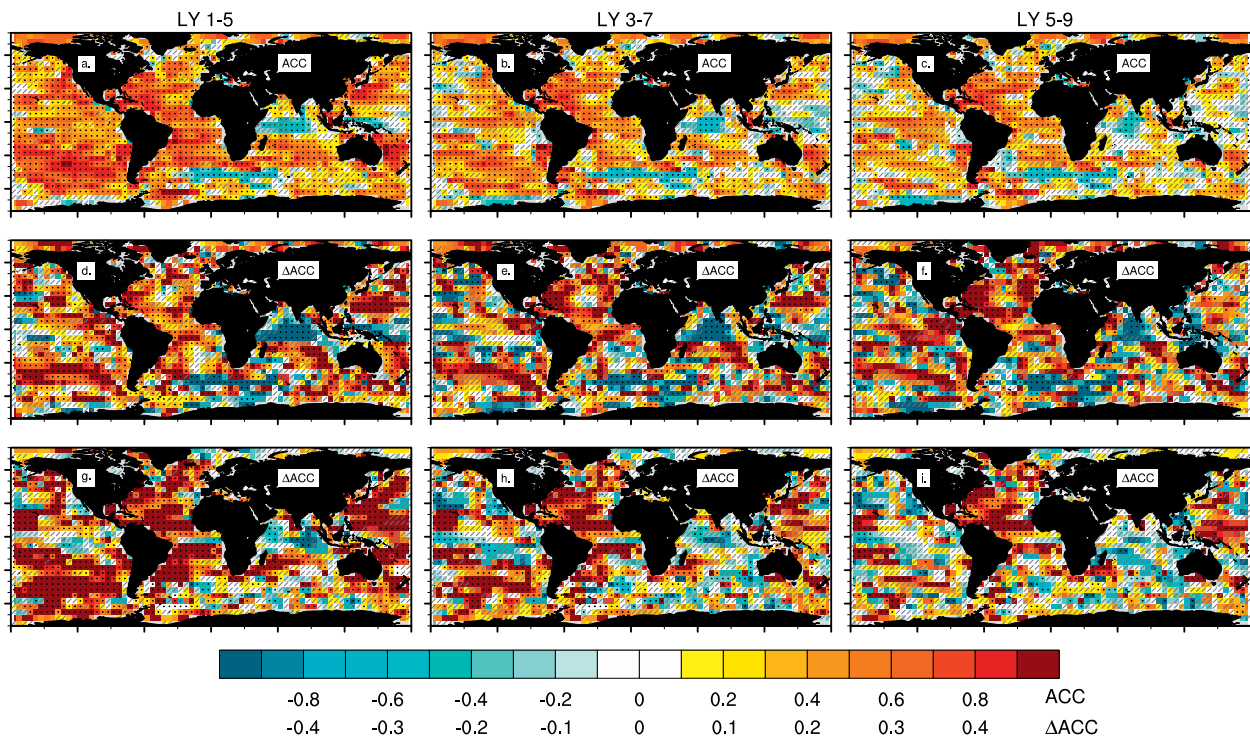 LY 1-5 LY 3-7 LY 5-9
a. ACC b. ACC c. ACC
d. ΔACC e. ΔACC f. ΔACC
g. ΔACC h. ΔACC i. ΔACC
-0.8 -0.6 -0.4 -0.2 0 0.2 0.4 0.6 0.8 ACC
-0.4 -0.3 -0.2 -0.1 0 0.1 0.2 0.3 0.4 ΔACC